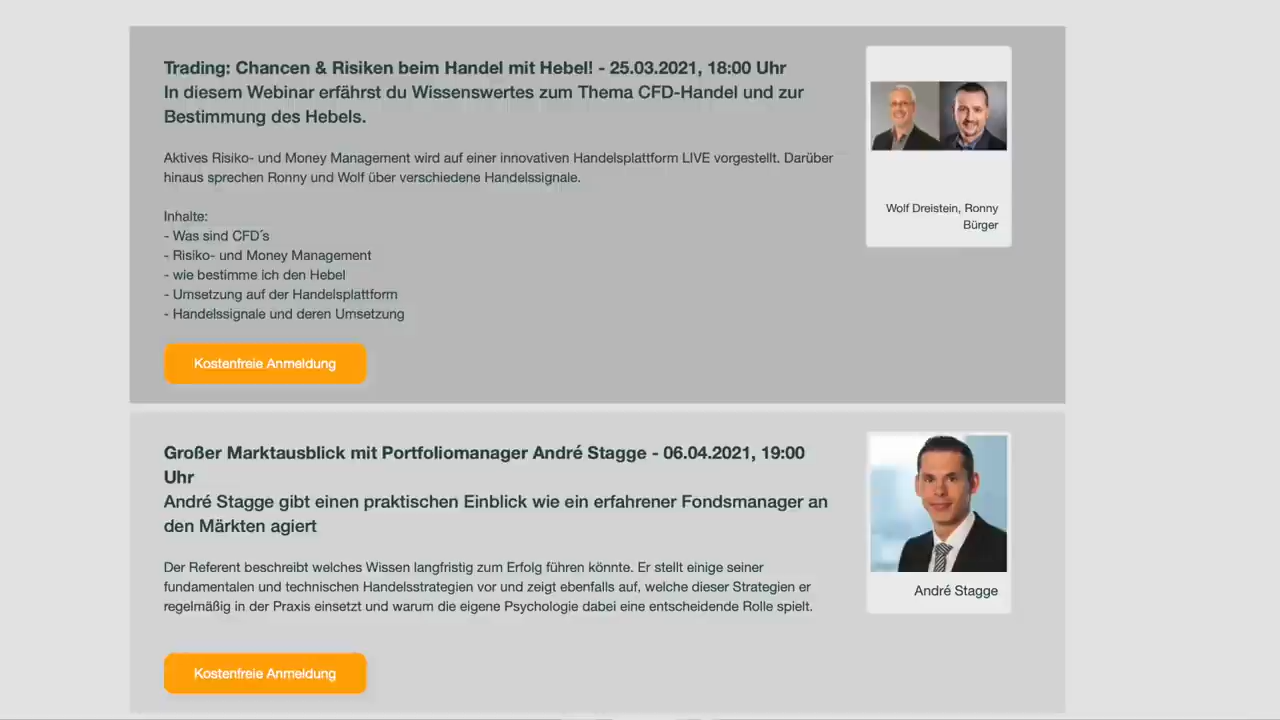 Trading: Chancen & Risiken beim Handel mit Hebel! - 25.03.2021, 18:00 Uhr
In diesem Webinar erfährst du Wissenswertes zum Thema CFD-Handel und zur
Bestimmung des Hebels.
Aktives Risiko- und Money Management wird auf einer innovativen Handelsplattform LIVE vorgestellt. Darüber
hinaus sprechen Ronny und Wolf über verschiedene Handelssignale.
Inhalte:
- Was sind CFD´s
- Risiko- und Money Management
- wie bestimme ich den Hebel
- Umsetzung auf der Handelsplattform
- Handelssignale und deren Umsetzung
Kostenfreie Anmeldung
Wolf Dreistein, Ronny
Bürger
Großer Marktausblick mit Portfoliomanager André Stagge - 06.04.2021, 19:00
Uhr
André Stagge gibt einen praktischen Einblick wie ein erfahrener Fondsmanager an
den Märkten agiert
Der Referent beschreibt welches Wissen langfristig zum Erfolg führen könnte. Er stellt einige seiner
fundamentalen und technischen Handelsstrategien vor und zeigt ebenfalls auf, welche dieser Strategien er
regelmäßig in der Praxis einsetzt und warum die eigene Psychologie dabei eine entscheidende Rolle spielt.
Kostenfreie Anmeldung
André Stagge